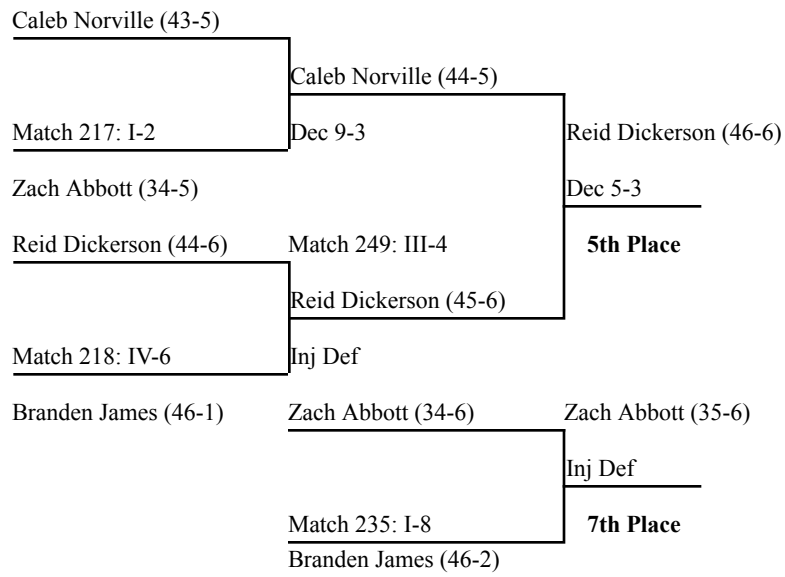 Caleb Norville (43-5)
Caleb Norville (44-5)
Match 217: I-2
Dec 9-3
Reid Dickerson (46-6)
Zach Abbott (34-5)
Dec 5-3
Reid Dickerson (44-6)
Match 249: III-4
5th Place
Reid Dickerson (45-6)
Match 218: IV-6
Inj Def
Branden James (46-1)
Zach Abbott (34-6)
Zach Abbott (35-6)
Inj Def
Match 235: I-8
7th Place
Branden James (46-2)